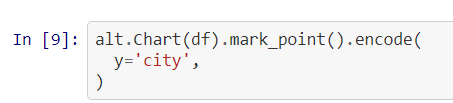 In [9]: alt.Chart(df).mark_point().encode(
y='city',
)